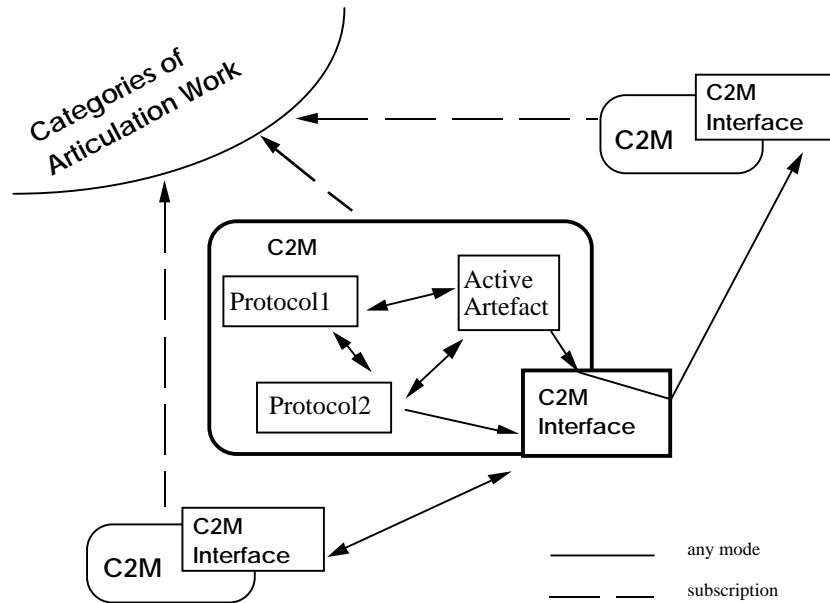 Categories of
Articulation Work
C2M
Interface
C2M
C2M
Protocol1
Active
Artefact
Protocol2
C2M
Interface
C2M
Interface
C2M
any mode
subscription